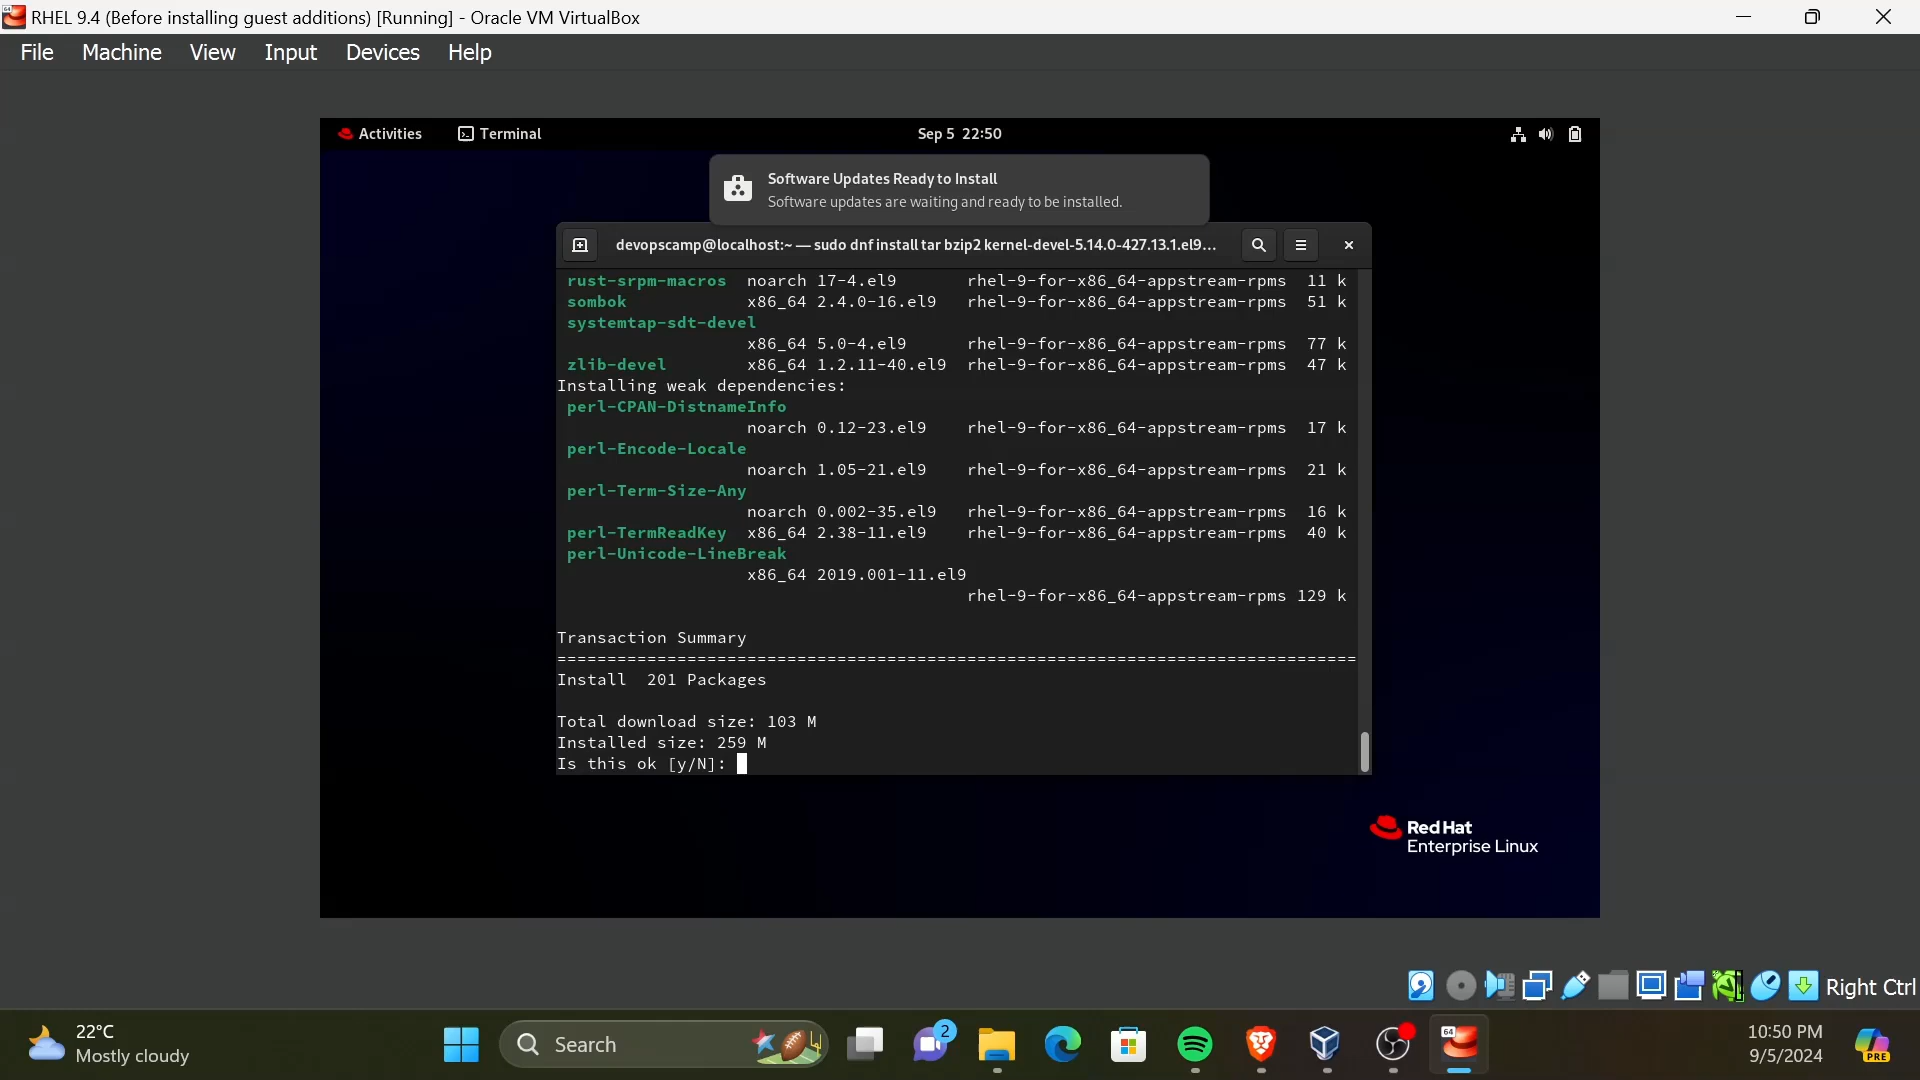 RHEL 9.4 (Before installing guest additions) [Running] - Oracle VM VirtualBox
File Machine View Input Devices Help
Activities Terminal Sep 5 22:50
Software Updates Ready to Install
Software updates are waiting and ready to be installed.
devopscamp@localhost:~ — sudo dnf install tar bzip2 kernel-devel-5.14.0-427.13.1.el9...
rust-srpm-macros noarch 17-4.el9 rhel-9-for-x86_64-appstream-rpms 11 k
sombok x86_64 2.4.0-16.el9 rhel-9-for-x86_64-appstream-rpms 51 k
systemtap-sdt-devel
x86_64 5.0-4.el9 rhel-9-for-x86_64-appstream-rpms 77 k
zlib-devel x86_64 1.2.11-40.el9 rhel-9-for-x86_64-appstream-rpms 47 k
Installing weak dependencies:
perl-CPAN-DistnameInfo
noarch 0.12-23.el9 rhel-9-for-x86_64-appstream-rpms 17 k
perl-Encode-Locale
noarch 1.05-21.el9 rhel-9-for-x86_64-appstream-rpms 21 k
perl-Term-Size-Any
noarch 0.002-35.el9 rhel-9-for-x86_64-appstream-rpms 16 k
perl-TermReadKey x86_64 2.38-11.el9 rhel-9-for-x86_64-appstream-rpms 40 k
perl-Unicode-LineBreak
x86_64 2019.001-11.el9
rhel-9-for-x86_64-appstream-rpms 129 k
Transaction Summary
================================================================================
Install 201 Packages
Total download size: 103 M
Installed size: 259 M
Is this ok [y/N]:
Red Hat
Enterprise Linux
Right Ctrl
22°C
Mostly cloudy
Search
2
64
10:50 PM
9/5/2024
PRE